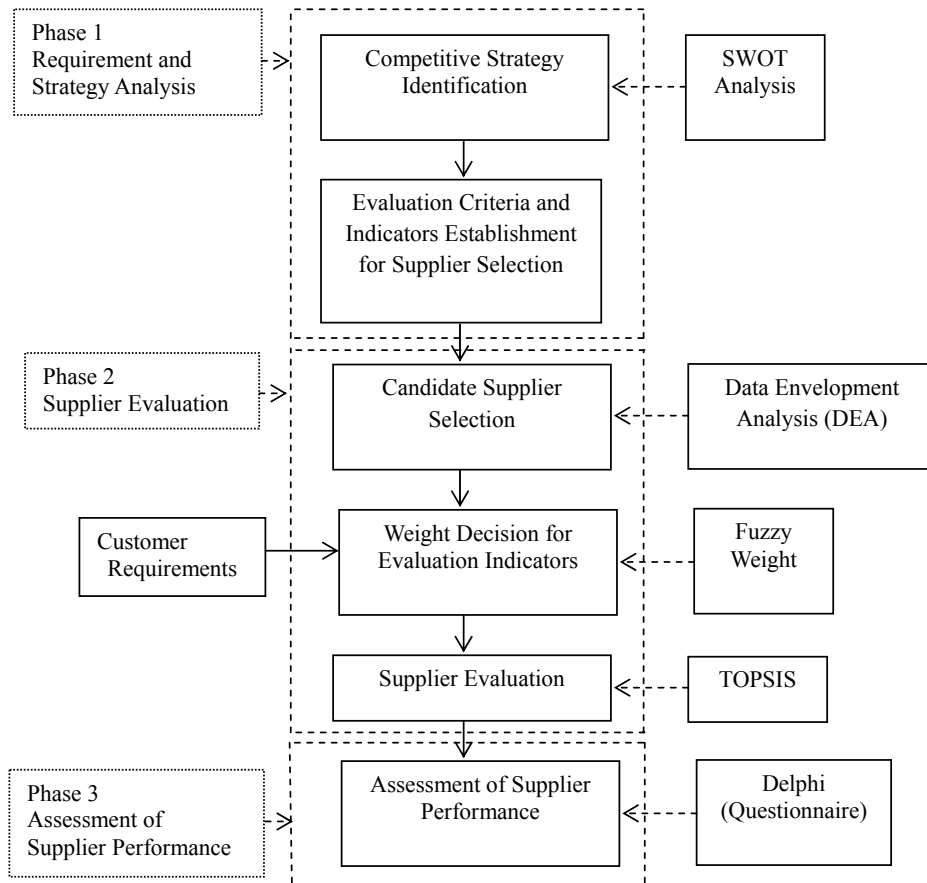 Phase 1
Requirement and
Strategy Analysis
Competitive Strategy
Identification
SWOT
Analysis
Evaluation Criteria and
Indicators Establishment
for Supplier Selection
Phase 2
Supplier Evaluation
Candidate Supplier
Selection
Data Envelopment
Analysis (DEA)
Customer
Requirements
Weight Decision for
Evaluation Indicators
Fuzzy
Weight
Supplier Evaluation
TOPSIS
Phase 3
Assessment of
Supplier Performance
Assessment of Supplier
Performance
Delphi
(Questionnaire)